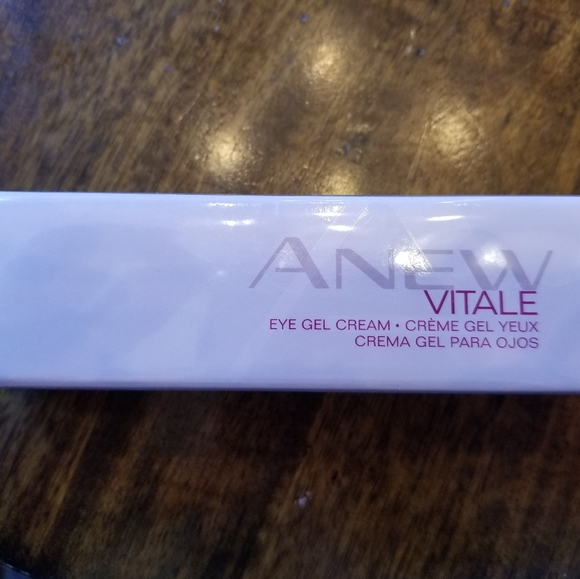 ANEW
VITALE
EYE GEL CREAM • CRÈME GEL YEUX
CREMA GEL PARA OJOS